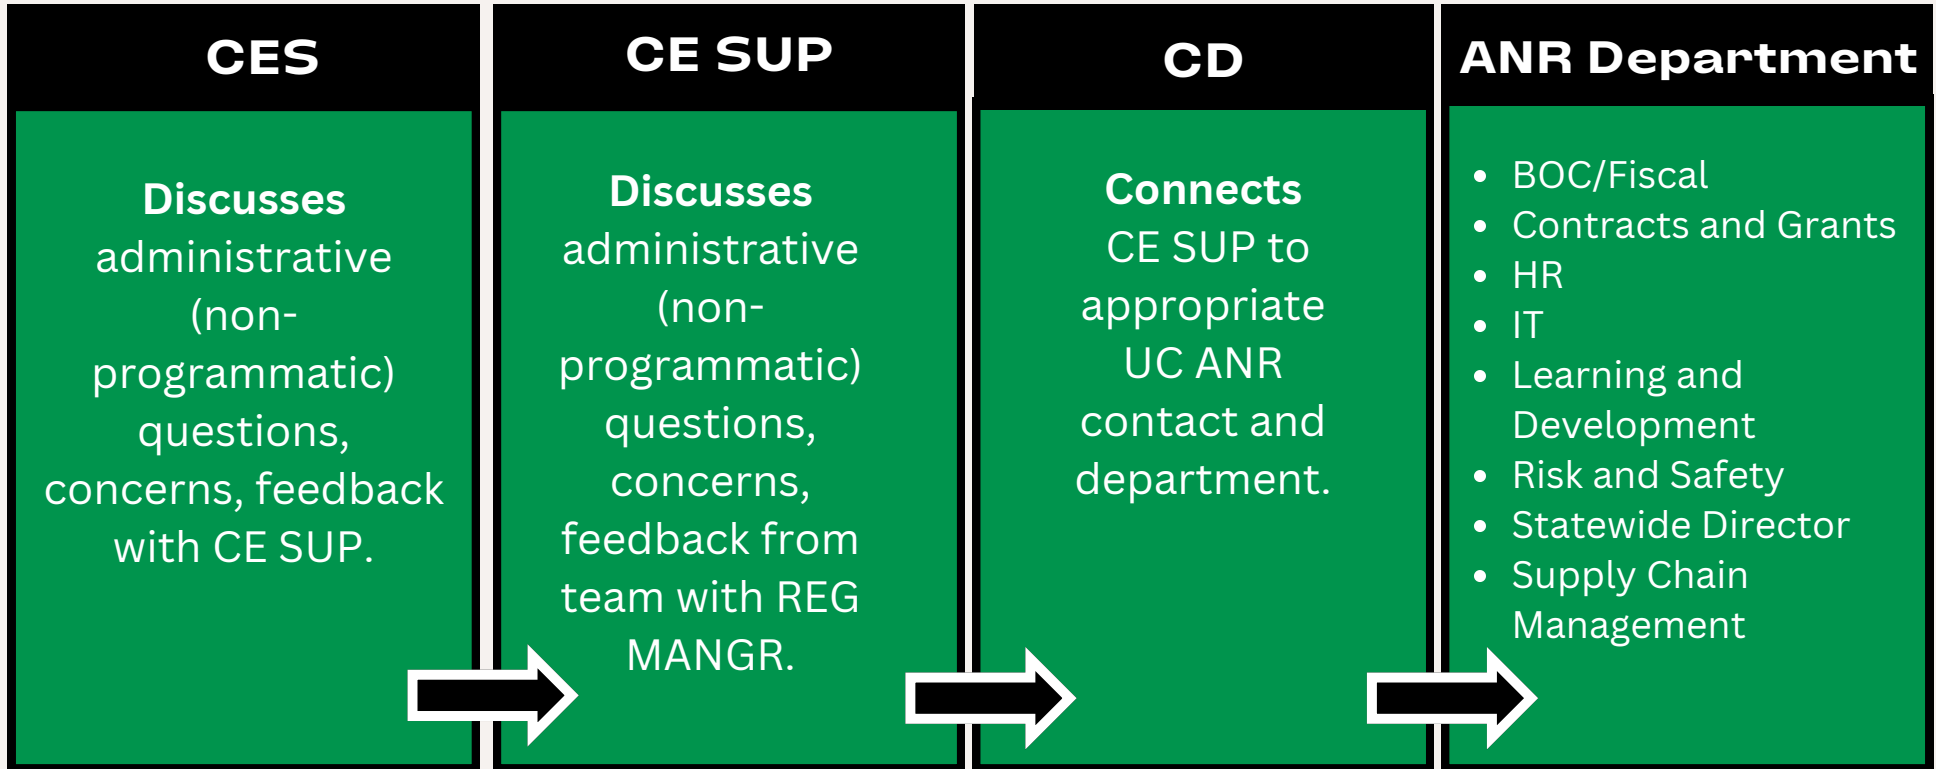 CES
Discusses
administrative
(non-
programmatic)
questions,
concerns, feedback
with CE SUP.
CE SUP
Discusses
administrative
(non-
programmatic)
questions,
concerns,
feedback from
team with REG
MANGR.
CD
Connects
CE SUP to
appropriate
UC ANR
contact and
department.
ANR Department
• BOC/Fiscal
• Contracts and Grants
• HR
• IT
• Learning and
Development
• Risk and Safety
• Statewide Director
• Supply Chain
Management